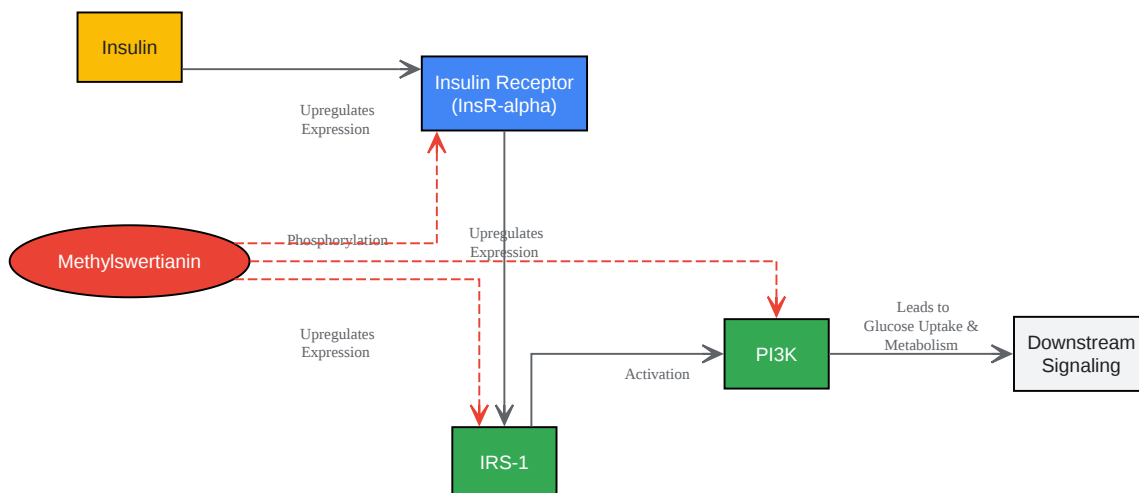 Insulin
Insulin Receptor
(InsR-alpha)
Upregulates
Expression
Phosphorylation
Upregulates
Expression
Methylswertianin
Upregulates
Expression
Activation
PI3K
Leads to
Glucose Uptake &
Metabolism
Downstream
Signaling
IRS-1